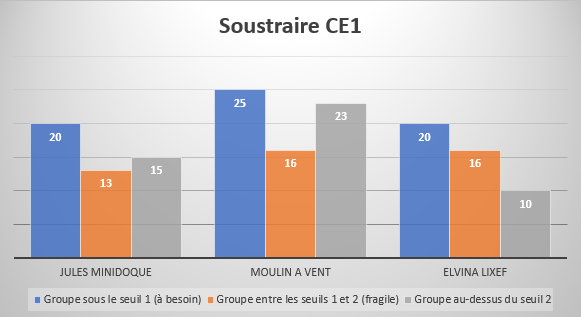 Soustraire CE1
20 13 15 25 16 23 20 16 10
JULES MINIDOQUE MOULIN A VENT ELVINA LIXEF
Groupe sous le seuil 1 (à besoin) Groupe entre les seuils 1 et 2 (fragile) Groupe au-dessus du seuil 2